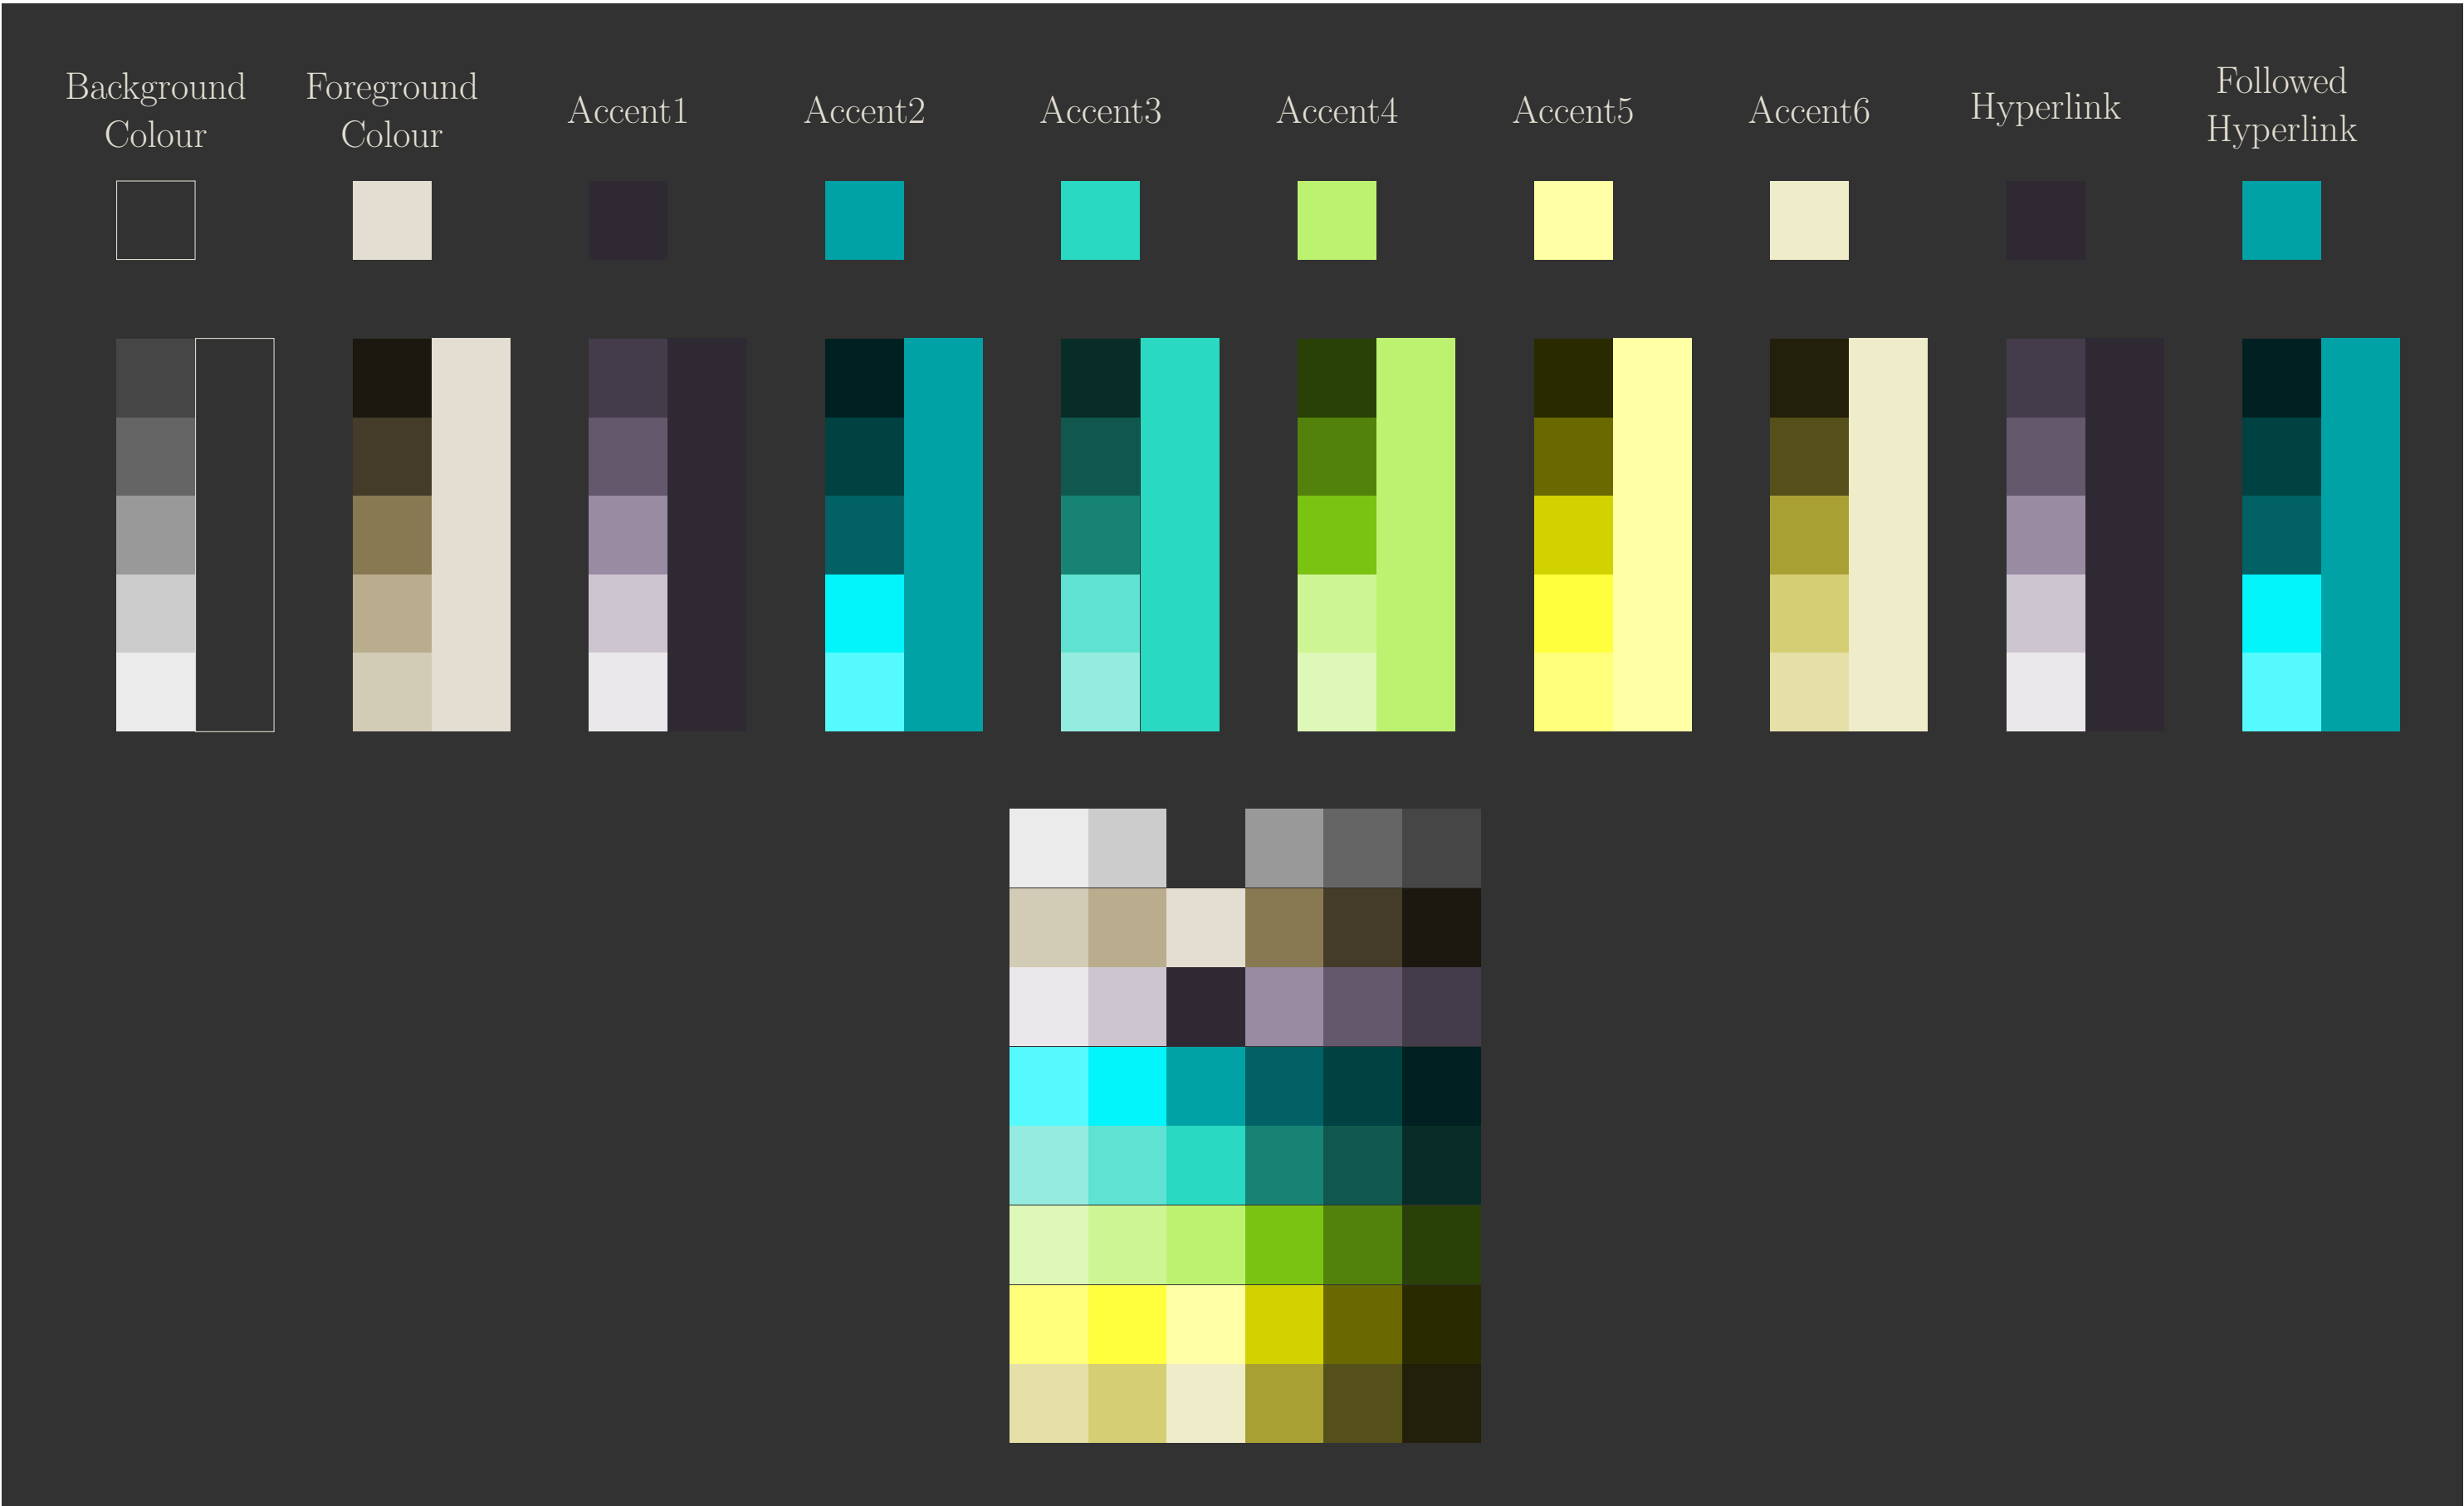 Background
Colour
Foreground
Colour
Accent1
Accent2
Accent3
Accent4
Accent5
Accent6
Hyperlink
Followed
Hyperlink